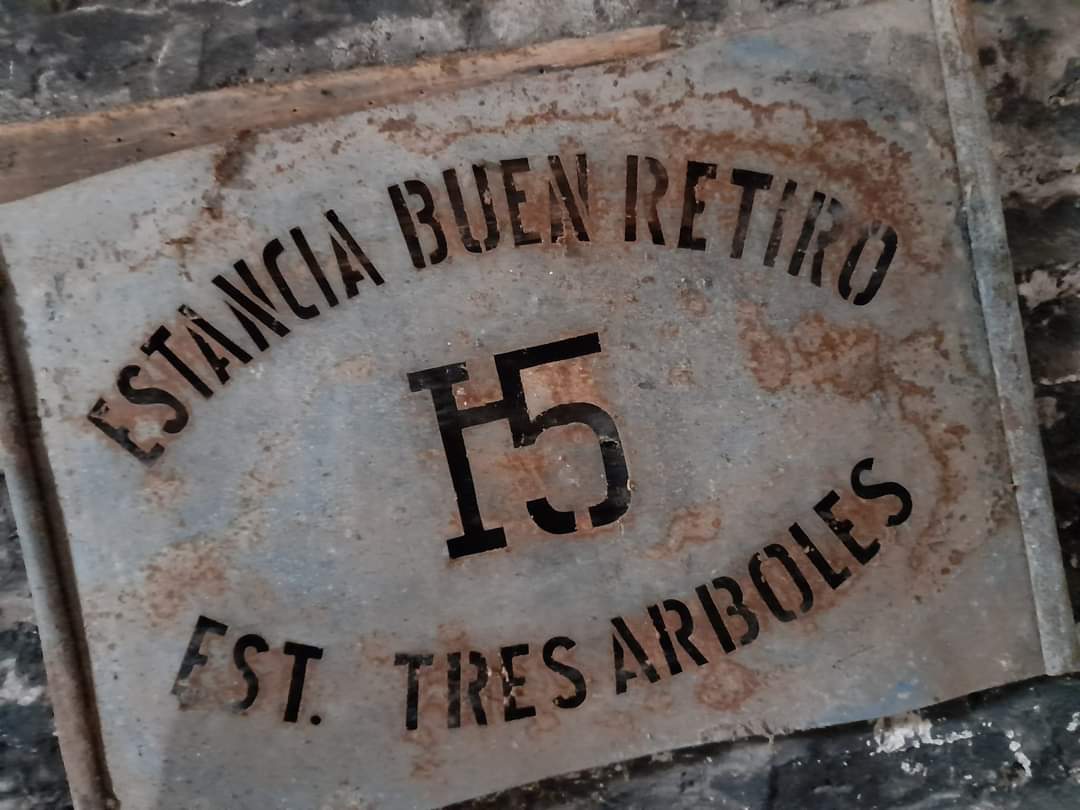 ESTANCIA BUEN RETIRO
H5
EST. TRES ARBOLES